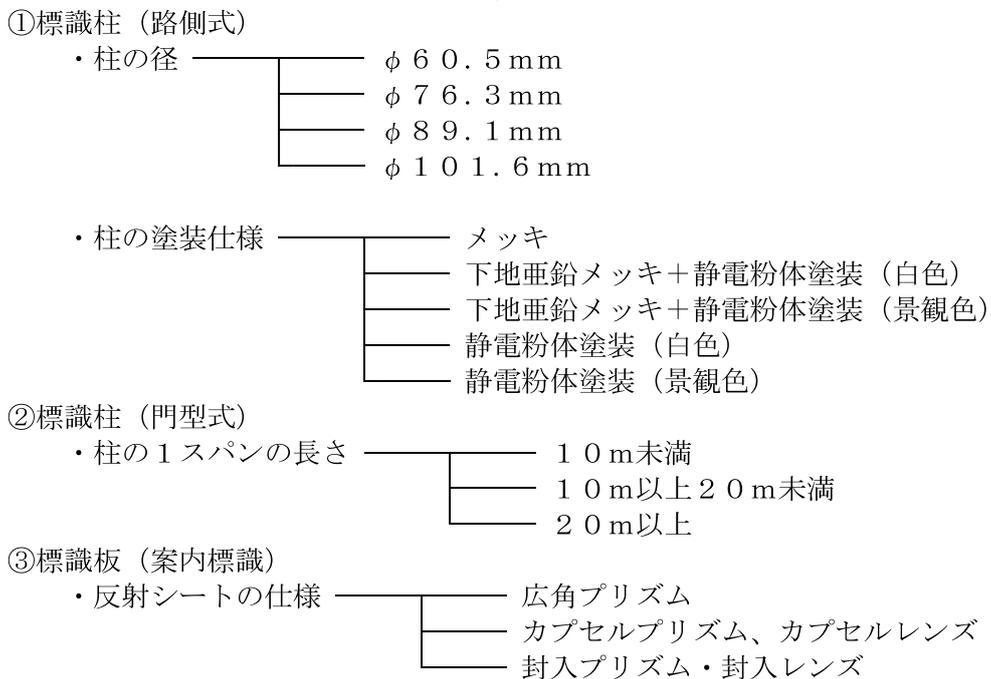 ①標識柱（路側式）
・柱の径 φ６０.５ｍｍ
φ７６.３ｍｍ
φ８９.１ｍｍ
φ１０１.６ｍｍ
・柱の塗装仕様 メッキ
下地亜鉛メッキ＋静電粉体塗装（白色）
下地亜鉛メッキ＋静電粉体塗装（景観色）
静電粉体塗装（白色）
静電粉体塗装（景観色）
②標識柱（門型式）
・柱の１スパンの長さ １０ｍ未満
１０ｍ以上２０ｍ未満
２０ｍ以上
③標識板（案内標識）
・反射シートの仕様 広角プリズム
カプセルプリズム、カプセルレンズ
封入プリズム・封入レンズ